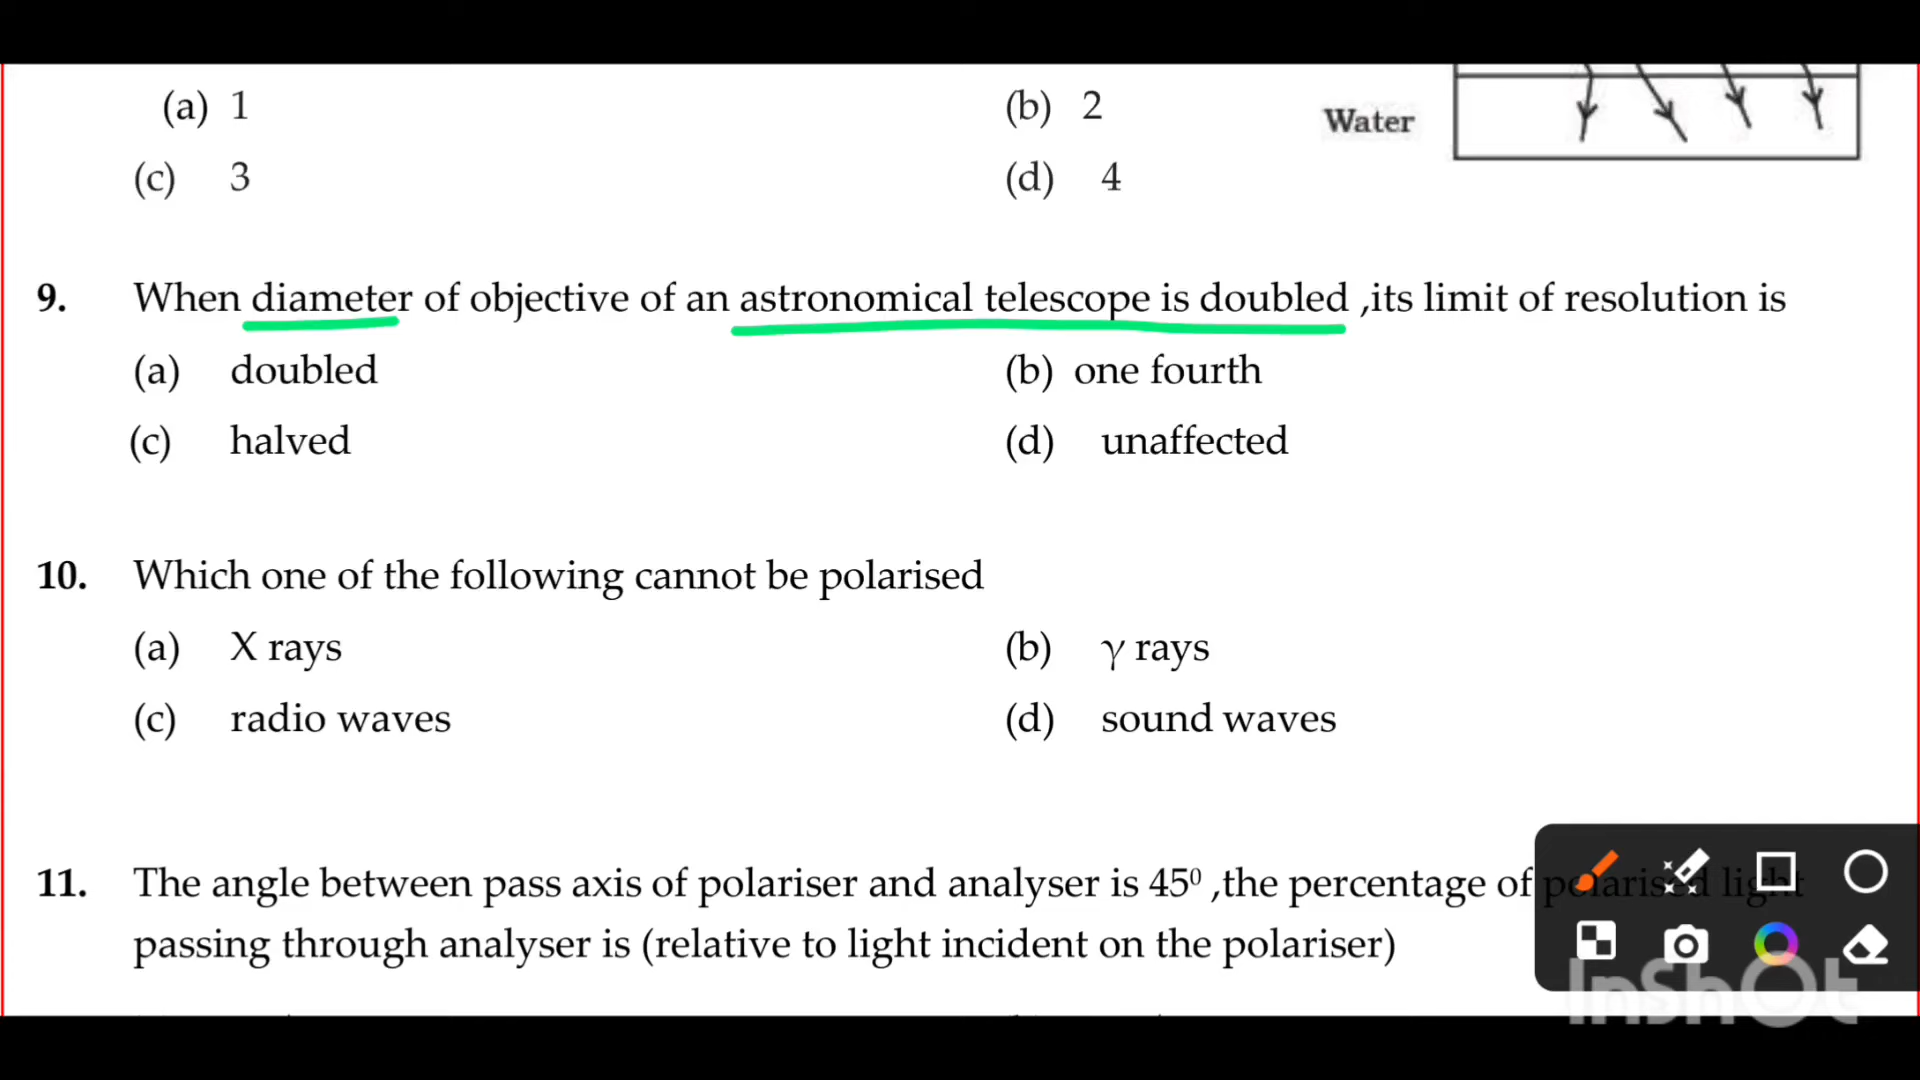 (a) 1 (b) 2
Water
(c) 3 (d) 4
9. When diameter of objective of an astronomical telescope is doubled ,its limit of resolution is
(a) doubled (b) one fourth
(c) halved (d) unaffected
10. Which one of the following cannot be polarised
(a) X rays (b) γ rays
(c) radio waves (d) sound waves
11. The angle between pass axis of polariser and analyser is 45⁰ ,the percentage of polarised light
passing through analyser is (relative to light incident on the polariser)
InShOt